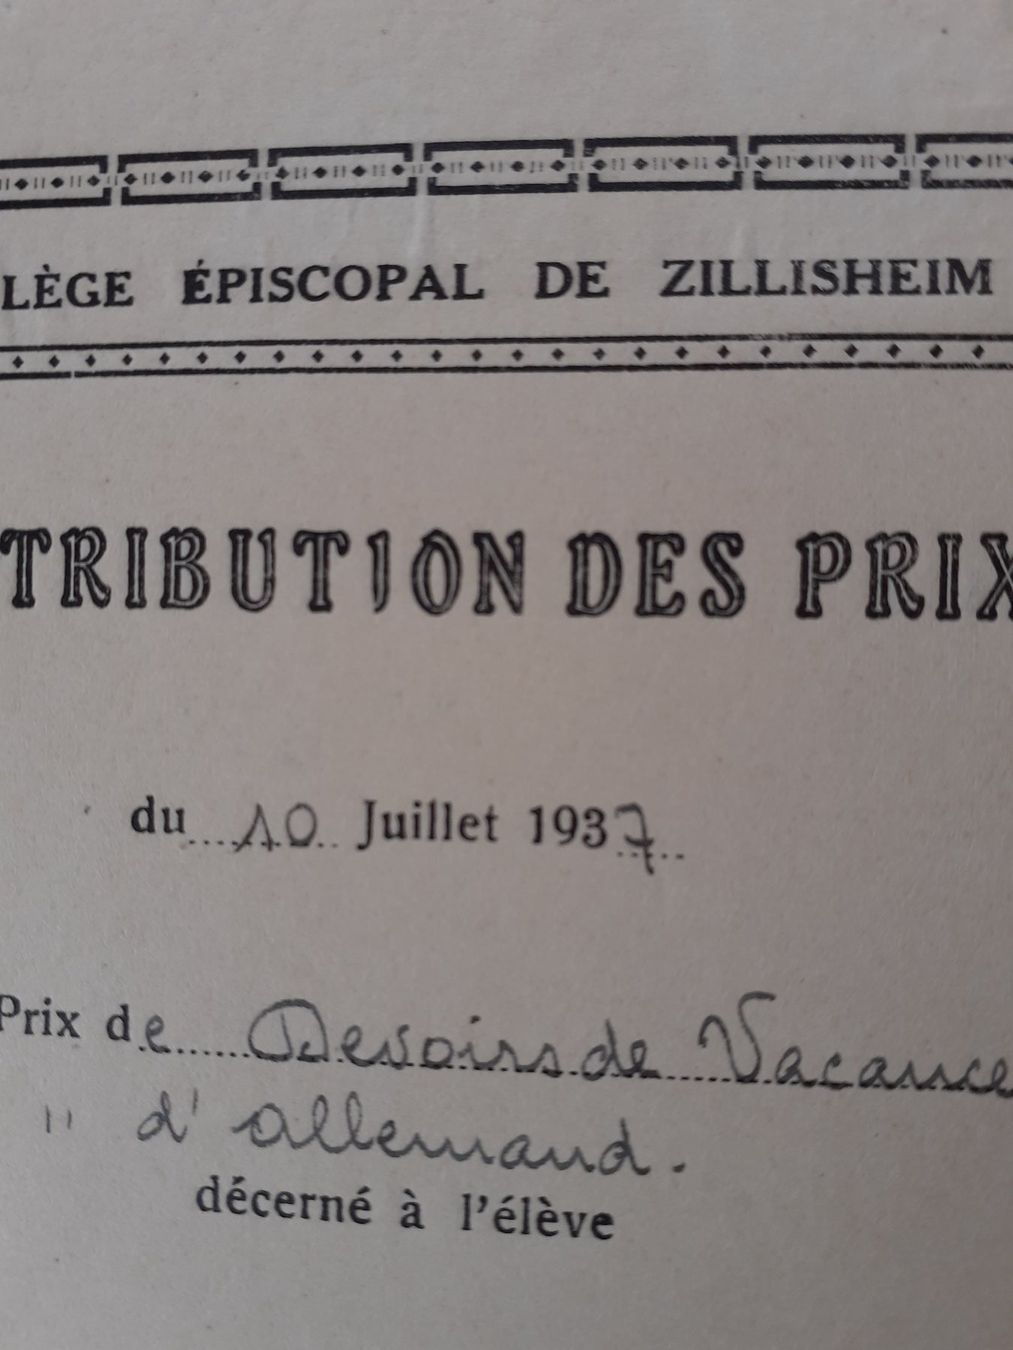 LÈGE ÉPISCOPAL DE ZILLISHEIM
TRIBUTION DES PRIX
du 10 Juillet 1937
Prix de Devoirs de Vacance
" d'allemand.
décerné à l'élève